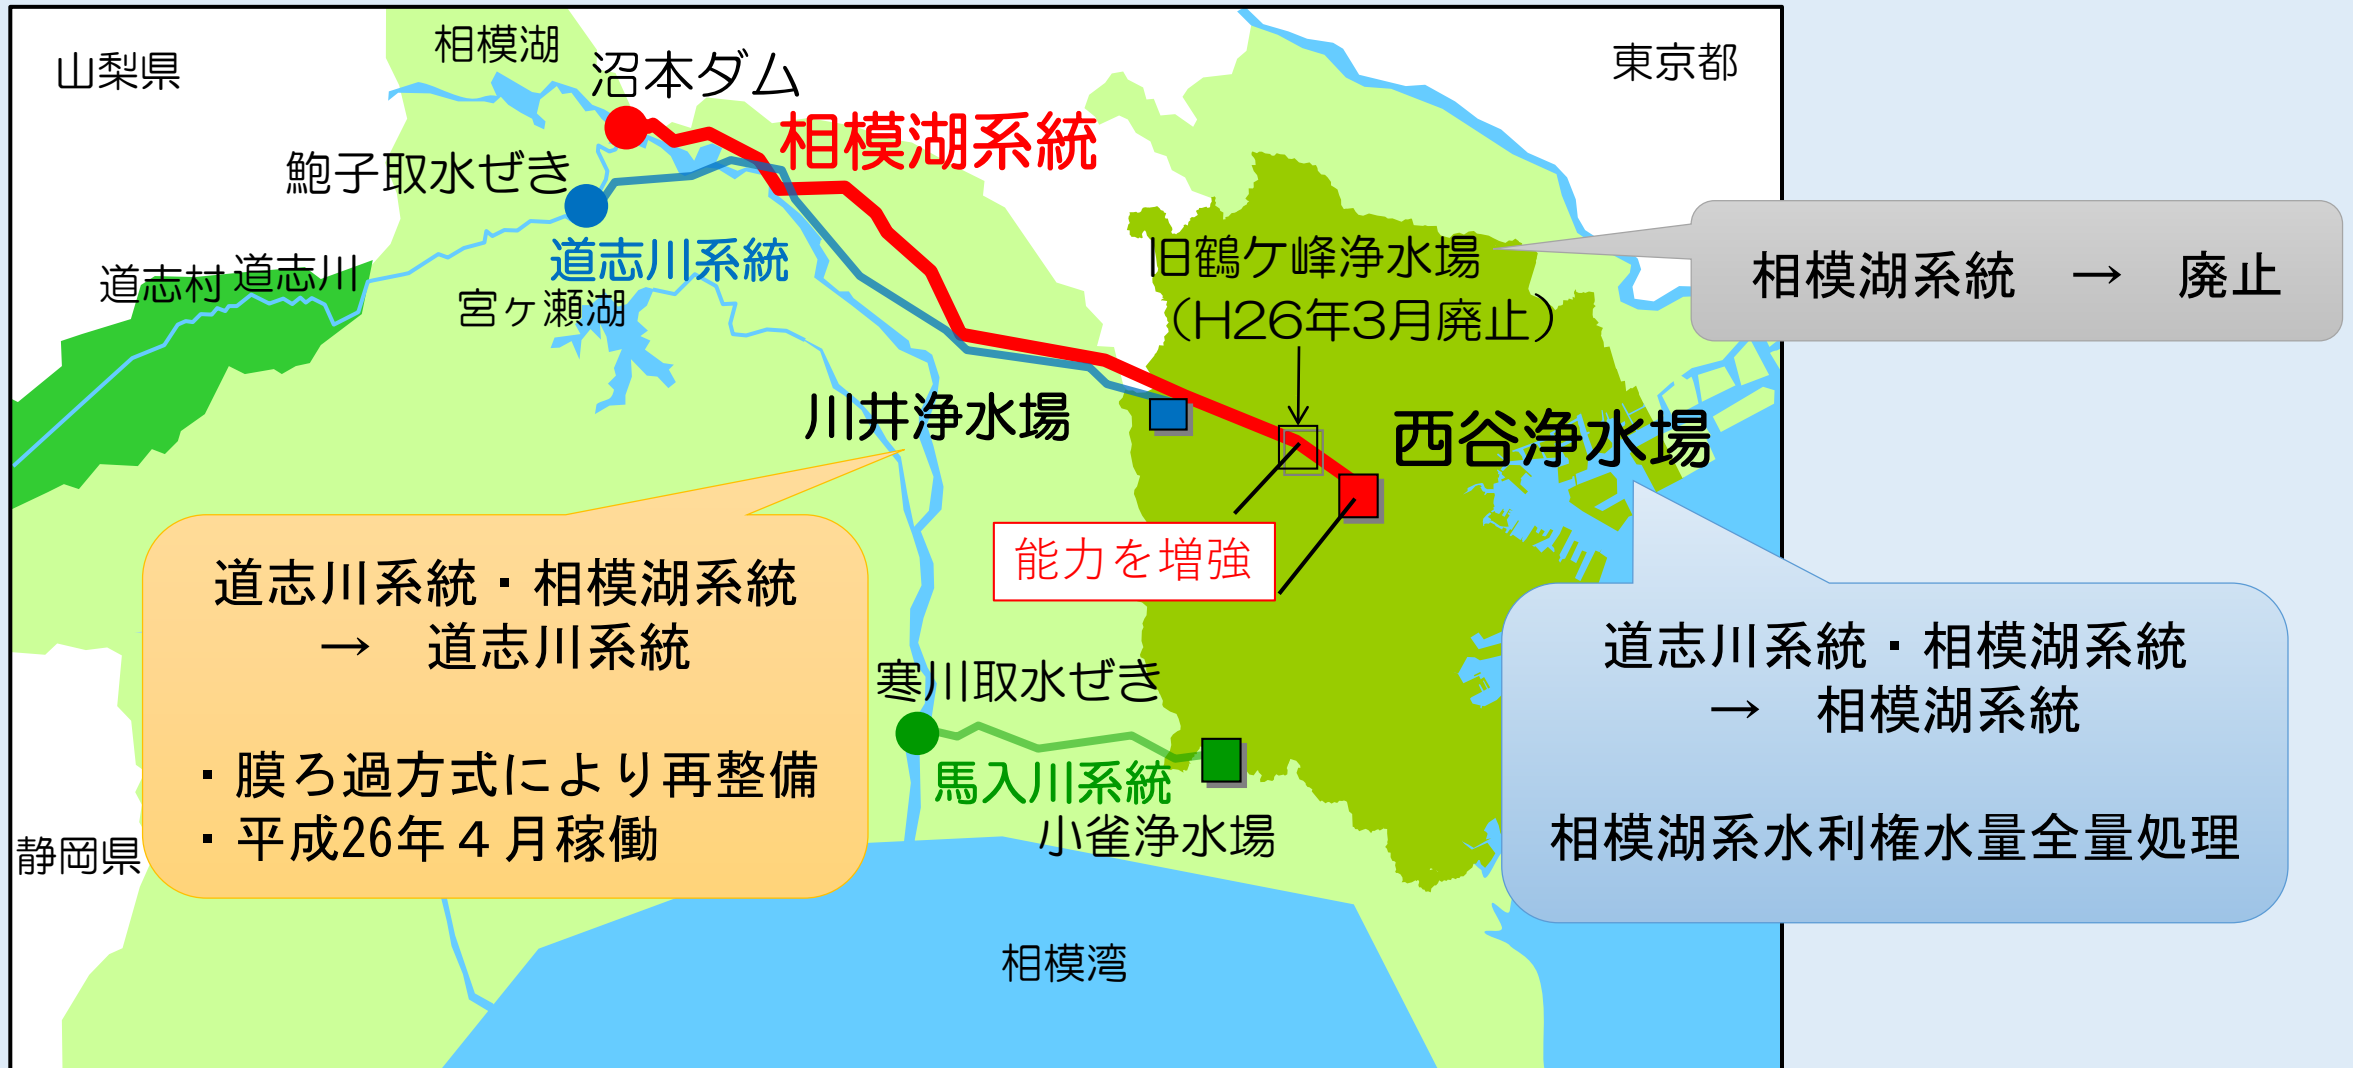 山梨県
相模湖
沼本ダム
東京都
相模湖系統
鮑子取水ぜき
道志川系統
旧鶴ケ峰浄水場
（H26年3月廃止）
相模湖系統　→　廃止
道志村
道志川
宮ヶ瀬湖
川井浄水場
西谷浄水場
能力を増強
道志川系統・相模湖系統
→　道志川系統
・膜ろ過方式により再整備
・平成26年４月稼働
道志川系統・相模湖系統
→　相模湖系統
相模湖系水利権水量全量処理
寒川取水ぜき
馬入川系統
小雀浄水場
静岡県
相模湾